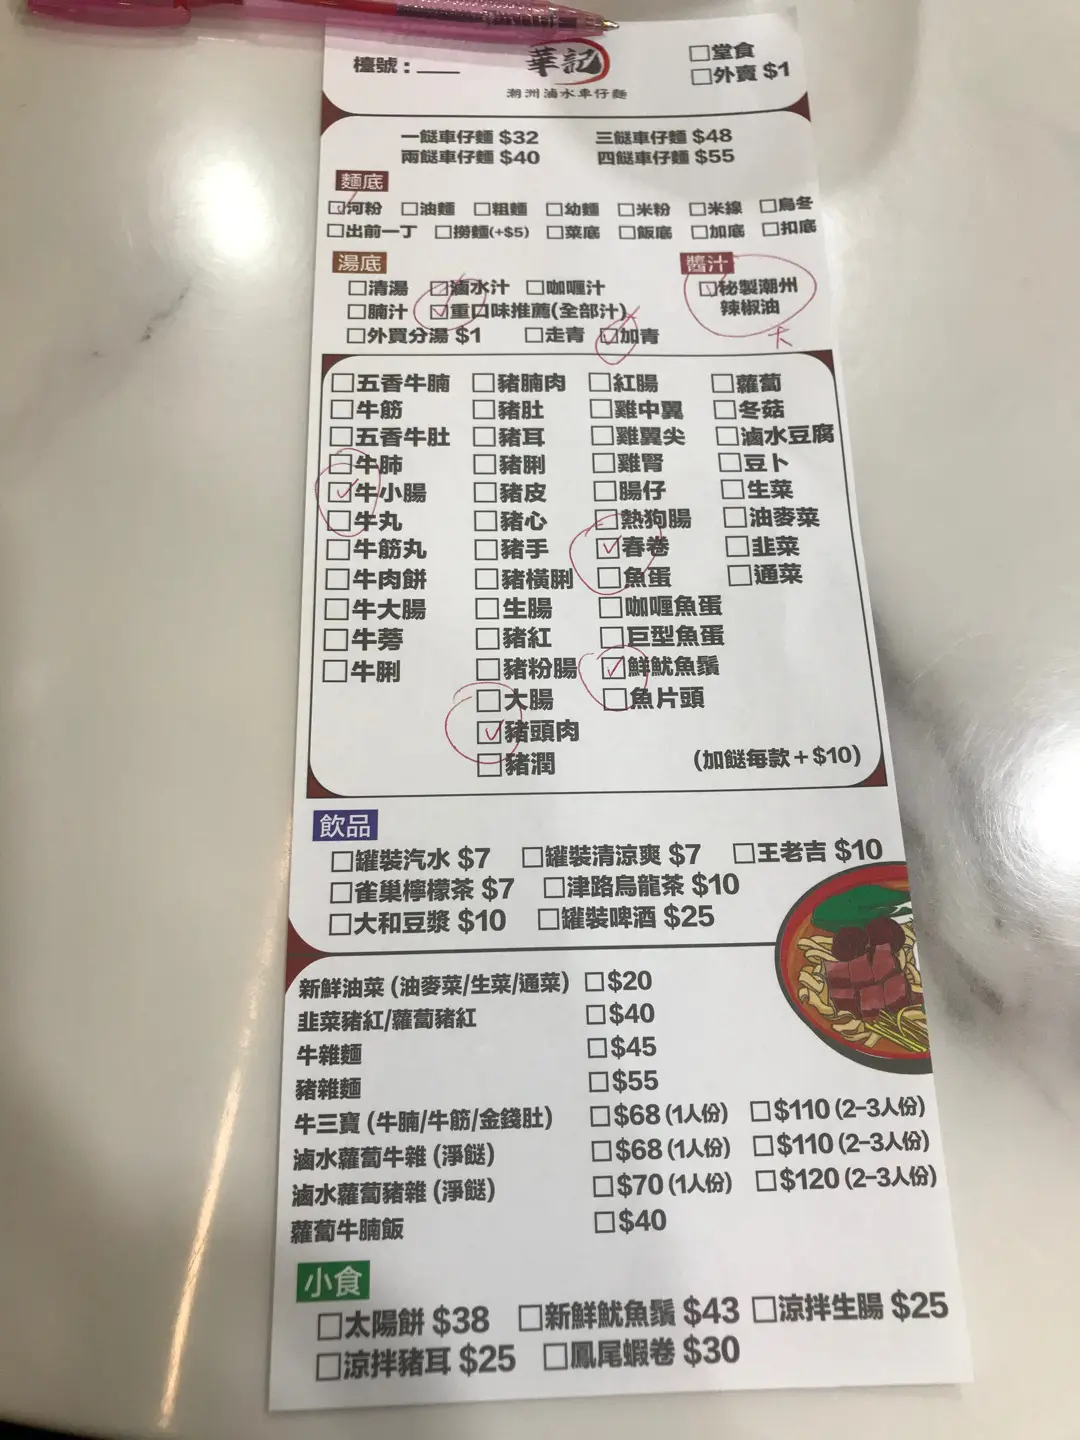 檯號：___ 華記 □堂食
潮洲滷水車仔麵 □外賣 $1
一餸車仔麵 $32 三餸車仔麵 $48
兩餸車仔麵 $40 四餸車仔麵 $55
麵底
☑河粉 □油麵 □粗麵 □幼麵 □米粉 □米線 □烏冬
□出前一丁 □撈麵(+$5) □菜底 □飯底 □加底 □扣底
湯底 醬汁
□清湯 ☑滷水汁 □咖喱汁 ☑秘製潮州
□腩汁 ☑重口味推薦(全部汁) 辣椒油
□外買分湯 $1 □走青 ☑加青 大
□五香牛腩 □豬腩肉 □紅腸 □蘿蔔
□牛筋 □豬肚 □雞中翼 □冬菇
□五香牛肚 □豬耳 □雞翼尖 □滷水豆腐
□牛肺 □豬脷 □雞腎 □豆卜
☑牛小腸 □豬皮 □腸仔 □生菜
□牛丸 □豬心 □熱狗腸 □油麥菜
□牛筋丸 □豬手 ☑春卷 □韭菜
□牛肉餅 □豬橫脷 □魚蛋 □通菜
□牛大腸 □生腸 □咖喱魚蛋
□牛蒡 □豬紅 □巨型魚蛋
□牛脷 □豬粉腸 ☑鮮魷魚鬚
□大腸 □魚片頭
☑豬頭肉
□豬潤 (加餸每款＋$10)
飲品
□罐裝汽水 $7 □罐裝清涼爽 $7 □王老吉 $10
□雀巢檸檬茶 $7 □津路烏龍茶 $10
□大和豆漿 $10 □罐裝啤酒 $25
新鮮油菜 (油麥菜/生菜/通菜) □$20
韭菜豬紅/蘿蔔豬紅 □$40
牛雜麵 □$45
豬雜麵 □$55
牛三寶 (牛腩/牛筋/金錢肚) □$68 (1人份) □$110 (2-3人份)
滷水蘿蔔牛雜 (淨餸) □$68 (1人份) □$110 (2-3人份)
滷水蘿蔔豬雜 (淨餸) □$70 (1人份) □$120 (2-3人份)
蘿蔔牛腩飯 □$40
小食
□太陽餅 $38 □新鮮魷魚鬚 $43 □涼拌生腸 $25
□涼拌豬耳 $25 □鳳尾蝦卷 $30